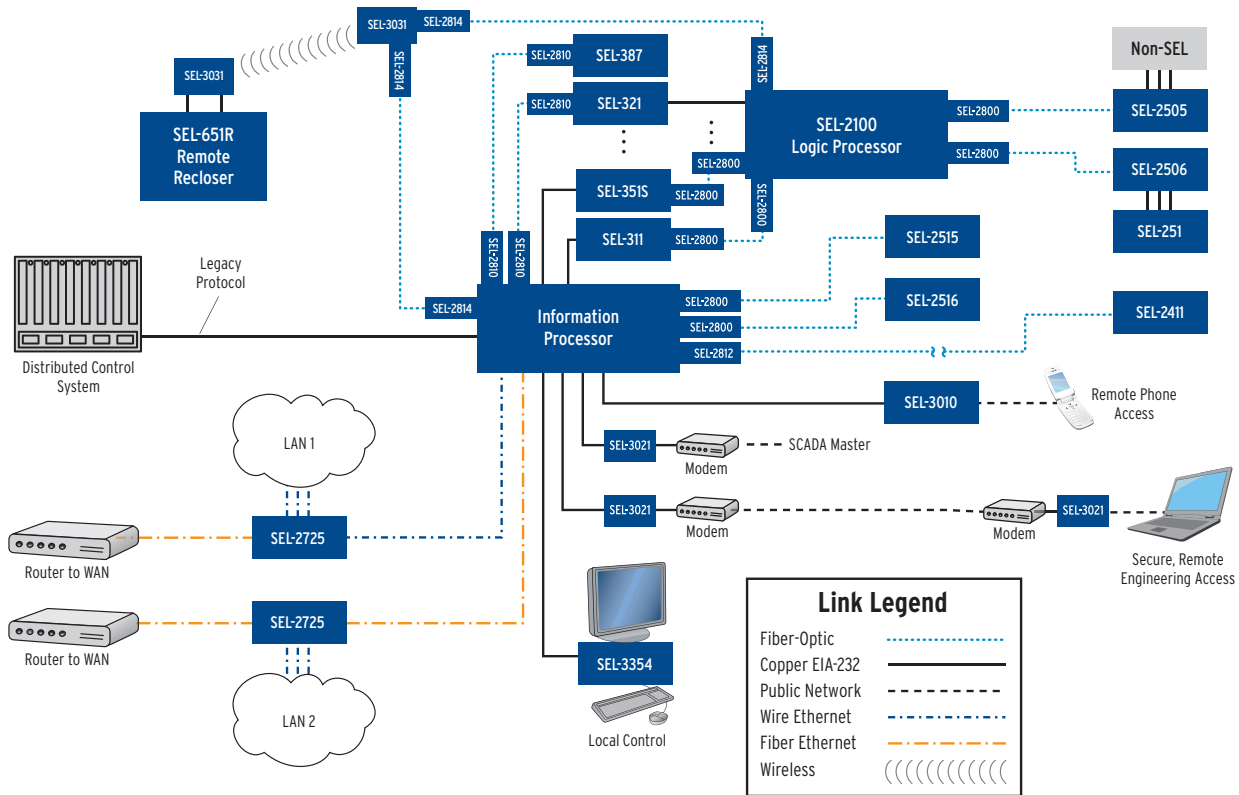 SEL-3031
SEL-2814
SEL-2814
SEL-3031
SEL-651R
Remote
Recloser
SEL-2810
SEL-387
SEL-2810
SEL-321
SEL-2814
SEL-2100
Logic Processor
SEL-2800
SEL-2800
SEL-2800
SEL-2800
Non-SEL
SEL-2505
SEL-2506
SEL-251
SEL-351S
SEL-2800
SEL-311
SEL-2800
SEL-2810
SEL-2810
SEL-2814
Information
Processor
SEL-2800
SEL-2800
SEL-2812
SEL-2515
SEL-2516
SEL-2411
Legacy
Protocol
Distributed Control
System
SEL-3010
Remote Phone
Access
SEL-3021
Modem
SCADA Master
SEL-3021
Modem
Modem
SEL-3021
Secure, Remote
Engineering Access
LAN 1
SEL-2725
Router to WAN
SEL-2725
Router to WAN
LAN 2
SEL-3354
Local Control
Link Legend
Fiber-Optic
Copper EIA-232
Public Network
Wire Ethernet
Fiber Ethernet
Wireless